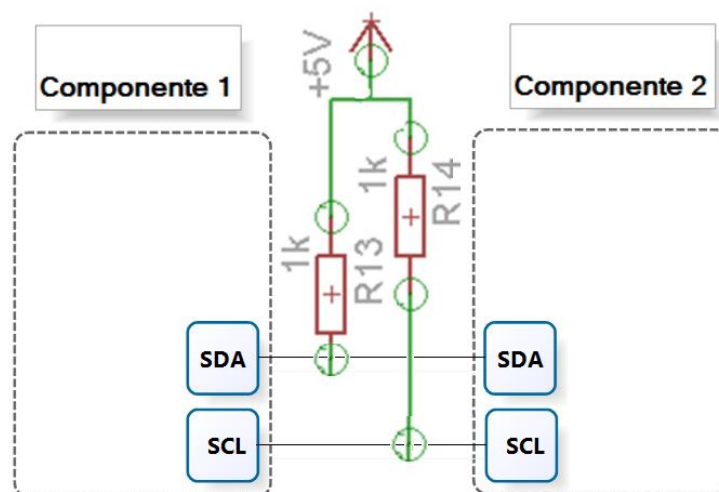 Componente 1
Componente 2
+5V
1k
R14
1k
R13
SDA
SDA
SCL
SCL